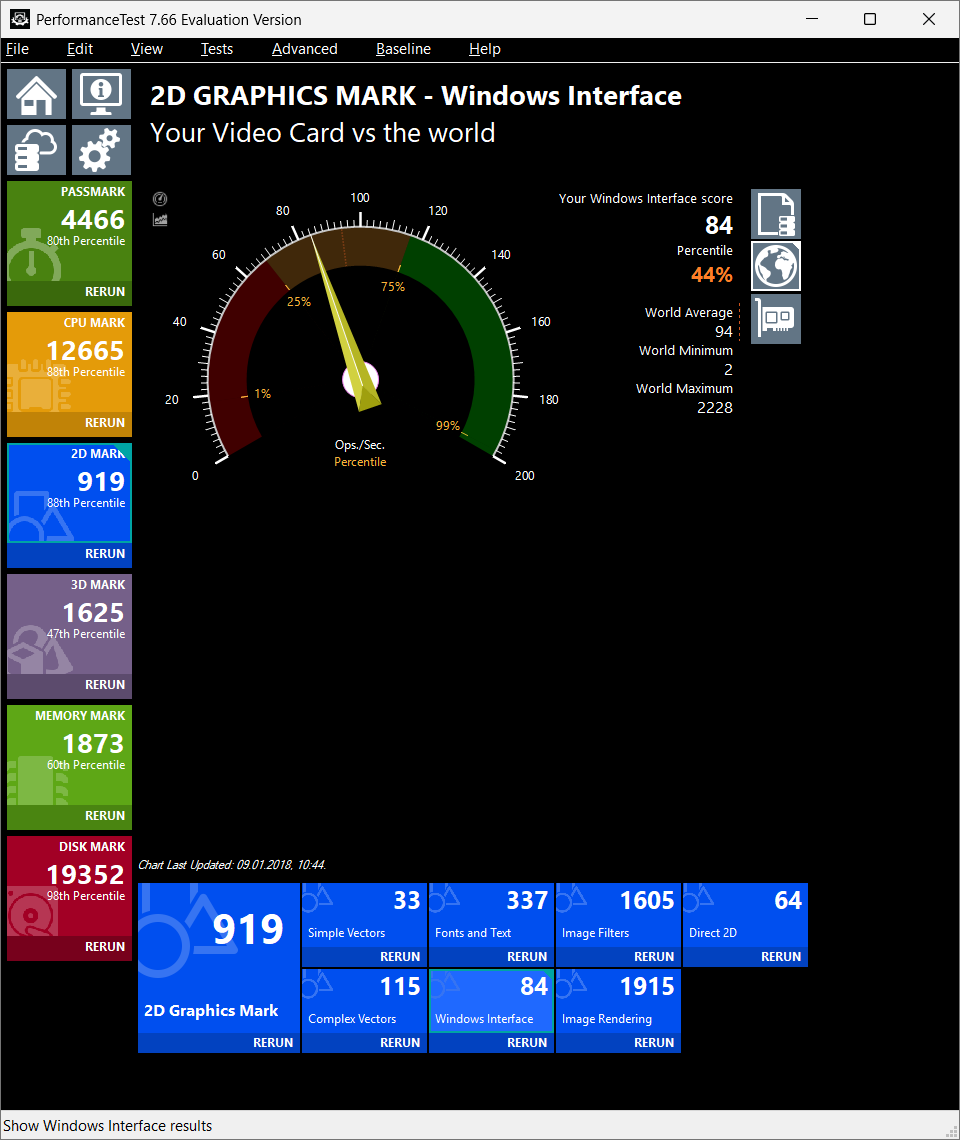 PerformanceTest 7.66 Evaluation Version
File Edit View Tests Advanced Baseline Help
2D GRAPHICS MARK - Windows Interface
Your Video Card vs the world
PASSMARK
4466
80th Percentile
RERUN
CPU MARK
12665
88th Percentile
RERUN
2D MARK
919
88th Percentile
RERUN
3D MARK
1625
47th Percentile
RERUN
MEMORY MARK
1873
60th Percentile
RERUN
DISK MARK
19352
98th Percentile
RERUN
0
20
40
60
80
100
120
140
160
180
200
1%
25%
75%
99%
Ops./Sec.
Percentile
Your Windows Interface score
84
Percentile
44%
World Average
94
World Minimum
2
World Maximum
2228
Chart Last Updated: 09.01.2018, 10:44.
919
2D Graphics Mark
RERUN
33
Simple Vectors
RERUN
337
Fonts and Text
RERUN
1605
Image Filters
RERUN
64
Direct 2D
RERUN
115
Complex Vectors
RERUN
84
Windows Interface
RERUN
1915
Image Rendering
RERUN
Show Windows Interface results